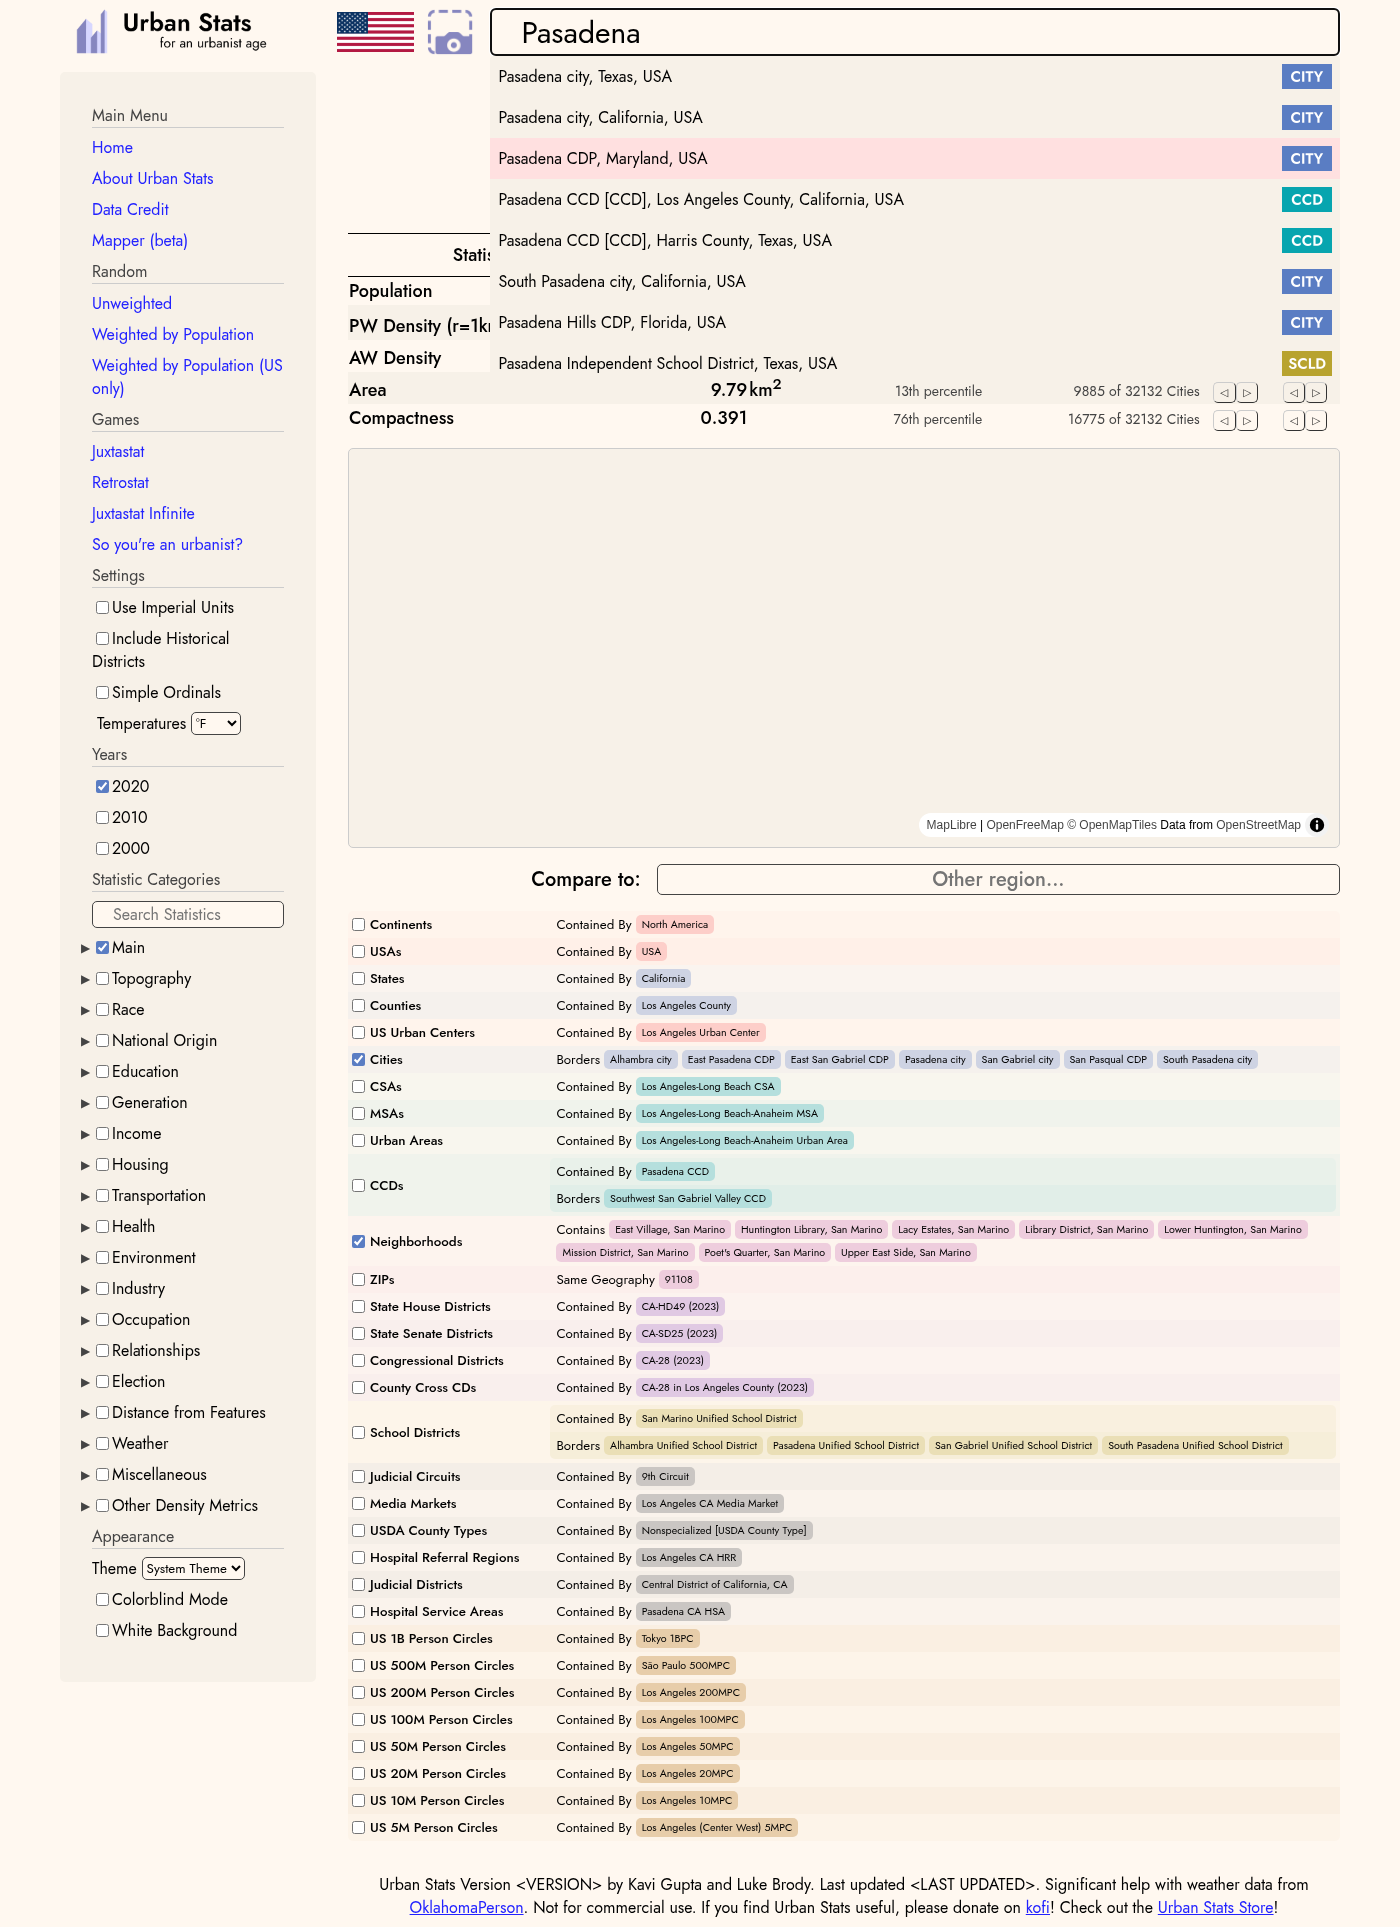 Urban Stats
for an urbanist age
Pasadena
Pasadena city, Texas, USA CITY
Pasadena city, California, USA CITY
Pasadena CDP, Maryland, USA CITY
Pasadena CCD [CCD], Los Angeles County, California, USA CCD
Pasadena CCD [CCD], Harris County, Texas, USA CCD
South Pasadena city, California, USA CITY
Pasadena Hills CDP, Florida, USA CITY
Pasadena Independent School District, Texas, USA SCLD
Main Menu
Home
About Urban Stats
Data Credit
Mapper (beta)
Random
Unweighted
Weighted by Population
Weighted by Population (US
only)
Games
Juxtastat
Retrostat
Juxtastat Infinite
So you're an urbanist?
Settings
Use Imperial Units
Include Historical
Districts
Simple Ordinals
Temperatures °F
Years
2020
2010
2000
Statistic Categories
Search Statistics
▶ Main
▶ Topography
▶ Race
▶ National Origin
▶ Education
▶ Generation
▶ Income
▶ Housing
▶ Transportation
▶ Health
▶ Environment
▶ Industry
▶ Occupation
▶ Relationships
▶ Election
▶ Distance from Features
▶ Weather
▶ Miscellaneous
▶ Other Density Metrics
Appearance
Theme System Theme
Colorblind Mode
White Background
Statis
Population
PW Density (r=1k
AW Density
Area 9.79 km² 13th percentile 9885 of 32132 Cities ◁ ▷ ◁ ▷
Compactness 0.391 76th percentile 16775 of 32132 Cities ◁ ▷ ◁ ▷
MapLibre | OpenFreeMap © OpenMapTiles Data from OpenStreetMap
Compare to: Other region...
Continents Contained By North America
USAs Contained By USA
States Contained By California
Counties Contained By Los Angeles County
US Urban Centers Contained By Los Angeles Urban Center
Cities Borders Alhambra city East Pasadena CDP East San Gabriel CDP Pasadena city San Gabriel city San Pasqual CDP South Pasadena city
CSAs Contained By Los Angeles-Long Beach CSA
MSAs Contained By Los Angeles-Long Beach-Anaheim MSA
Urban Areas Contained By Los Angeles-Long Beach-Anaheim Urban Area
CCDs Contained By Pasadena CCD
Borders Southwest San Gabriel Valley CCD
Neighborhoods Contains East Village, San Marino Huntington Library, San Marino Lacy Estates, San Marino Library District, San Marino Lower Huntington, San Marino
Mission District, San Marino Poet's Quarter, San Marino Upper East Side, San Marino
ZIPs Same Geography 91108
State House Districts Contained By CA-HD49 (2023)
State Senate Districts Contained By CA-SD25 (2023)
Congressional Districts Contained By CA-28 (2023)
County Cross CDs Contained By CA-28 in Los Angeles County (2023)
School Districts Contained By San Marino Unified School District
Borders Alhambra Unified School District Pasadena Unified School District San Gabriel Unified School District South Pasadena Unified School District
Judicial Circuits Contained By 9th Circuit
Media Markets Contained By Los Angeles CA Media Market
USDA County Types Contained By Nonspecialized [USDA County Type]
Hospital Referral Regions Contained By Los Angeles CA HRR
Judicial Districts Contained By Central District of California, CA
Hospital Service Areas Contained By Pasadena CA HSA
US 1B Person Circles Contained By Tokyo 1BPC
US 500M Person Circles Contained By São Paulo 500MPC
US 200M Person Circles Contained By Los Angeles 200MPC
US 100M Person Circles Contained By Los Angeles 100MPC
US 50M Person Circles Contained By Los Angeles 50MPC
US 20M Person Circles Contained By Los Angeles 20MPC
US 10M Person Circles Contained By Los Angeles 10MPC
US 5M Person Circles Contained By Los Angeles (Center West) 5MPC
Urban Stats Version <VERSION> by Kavi Gupta and Luke Brody. Last updated <LAST UPDATED>. Significant help with weather data from
OklahomaPerson. Not for commercial use. If you find Urban Stats useful, please donate on kofi! Check out the Urban Stats Store!